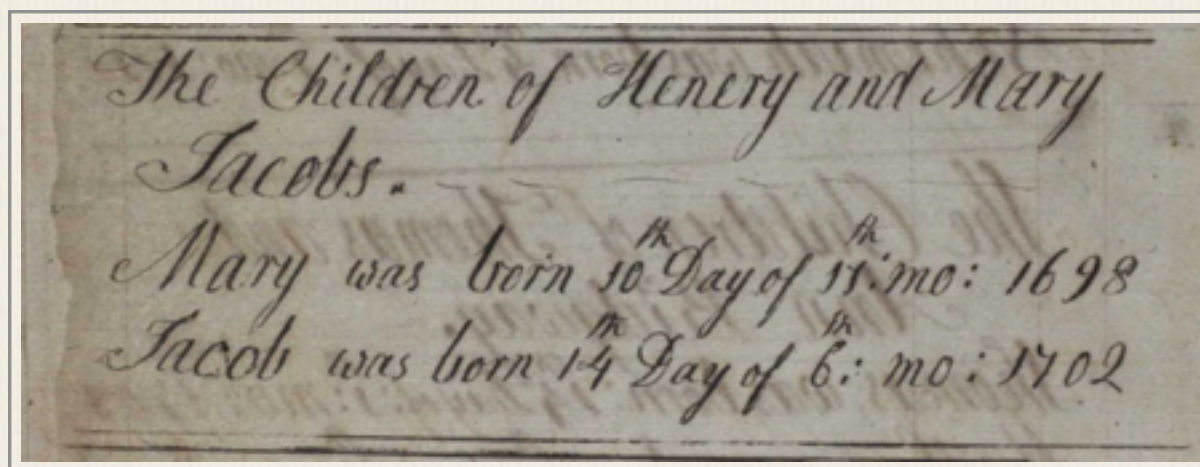 The Children of Henery and Mary
Jacobs.
Mary was born 10th Day of 11th: mo: 1698
Jacob was born 14th Day of 6th: mo: 1702